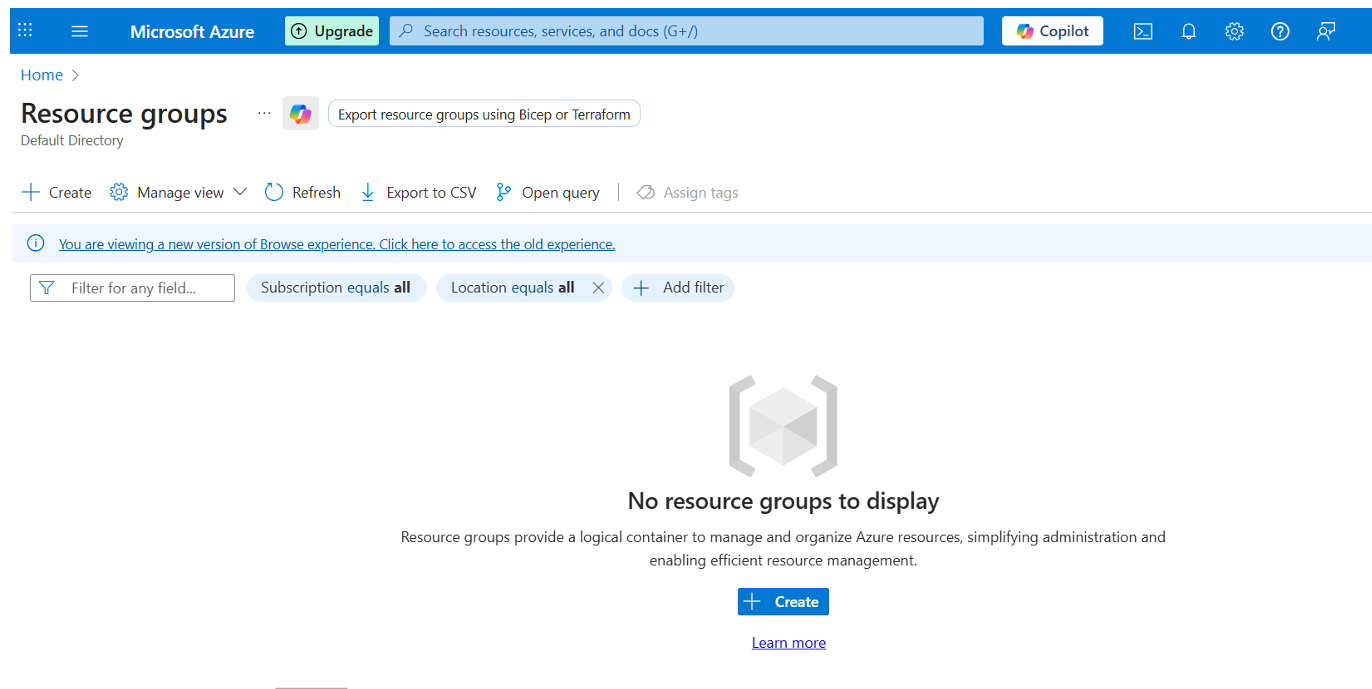 Microsoft Azure Upgrade Search resources, services, and docs (G+/) Copilot
Home
Resource groups ... Export resource groups using Bicep or Terraform
Default Directory
Create Manage view Refresh Export to CSV Open query Assign tags
You are viewing a new version of Browse experience. Click here to access the old experience.
Filter for any field... Subscription equals all Location equals all Add filter
No resource groups to display
Resource groups provide a logical container to manage and organize Azure resources, simplifying administration and
enabling efficient resource management.
Create
Learn more